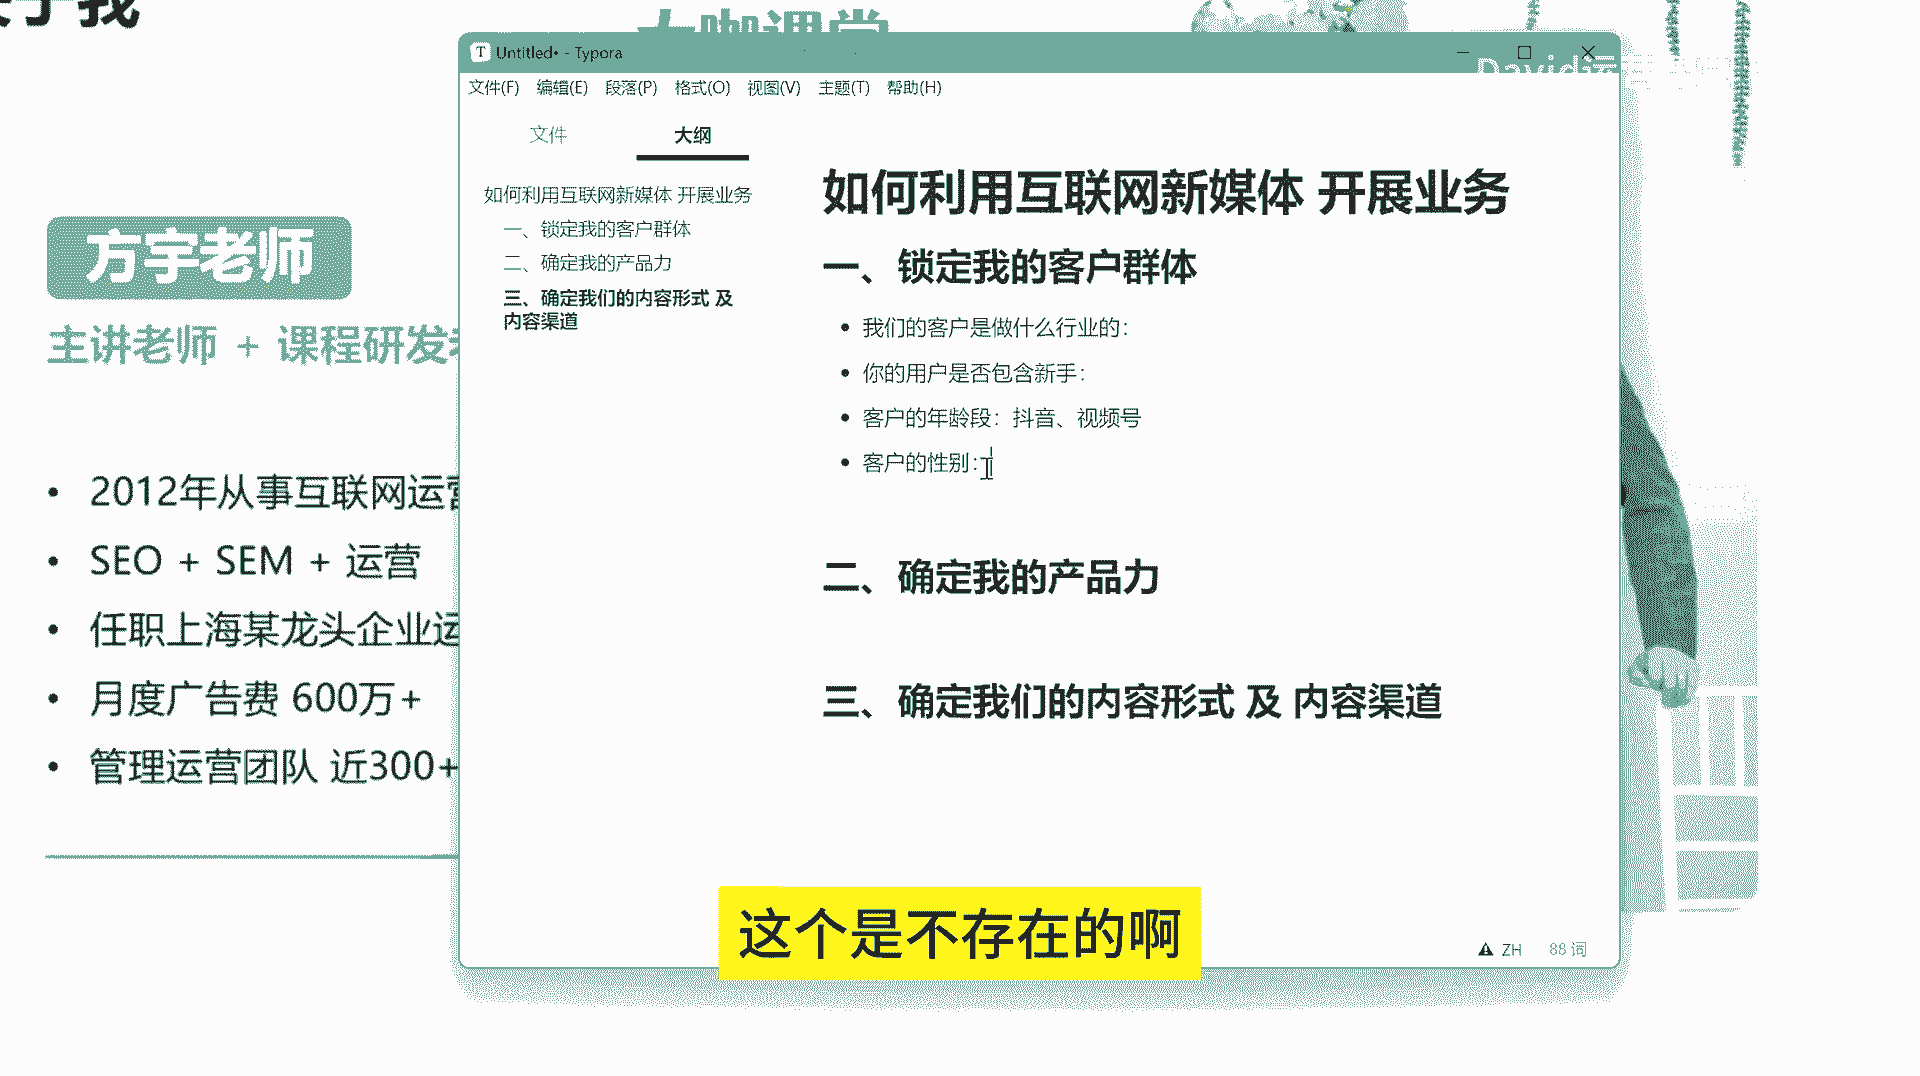 Untitled• - Typora
文件(F) 编辑(E) 段落(P) 格式(O) 视图(V) 主题(T) 帮助(H)
文件 大纲
如何利用互联网新媒体 开展业务
一、锁定我的客户群体
二、确定我的产品力
三、确定我们的内容形式 及
内容渠道
如何利用互联网新媒体 开展业务
一、锁定我的客户群体
我们的客户是做什么行业的：
你的用户是否包含新手：
客户的年龄段：抖音、视频号
客户的性别：
二、确定我的产品力
三、确定我们的内容形式 及 内容渠道
ZH 88 词
方宇老师
主讲老师 + 课程研发
• 2012年从事互联网运营
• SEO + SEM + 运营
• 任职上海某龙头企业运
• 月度广告费 600万+
• 管理运营团队 近300+
这个是不存在的啊